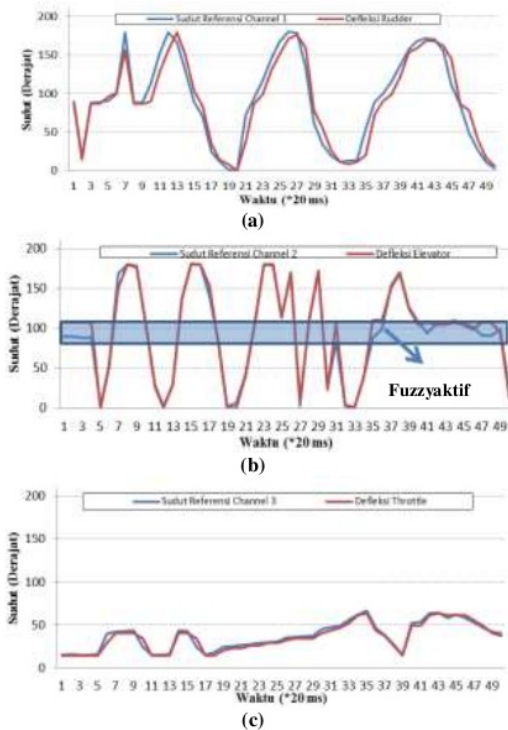 (a)
Sudut Referensi Channel 1 Defleksi Rudder
Sudut (Derajat)
200
150
100
50
0
1 3 5 7 9 11 13 15 17 19 21 23 25 27 29 31 33 35 37 39 41 43 45 47 49
Waktu (*20 ms)
(a)
Sudut Referensi Channel 2 Defleksi Elevator
Sudut (Derajat)
200
150
100
50
0
Fuzzyaktif
1 3 5 7 9 11 13 15 17 19 21 23 25 27 29 31 33 35 37 39 41 43 45 47 49
Waktu (*20 ms)
(b)
Sudut Referensi Channel 3 Defleksi Throttle
Sudut (Derajat)
200
150
100
50
0
1 3 5 7 9 11 13 15 17 19 21 23 25 27 29 31 33 35 37 39 41 43 45 47 49
Waktu (*20 ms)
(c)